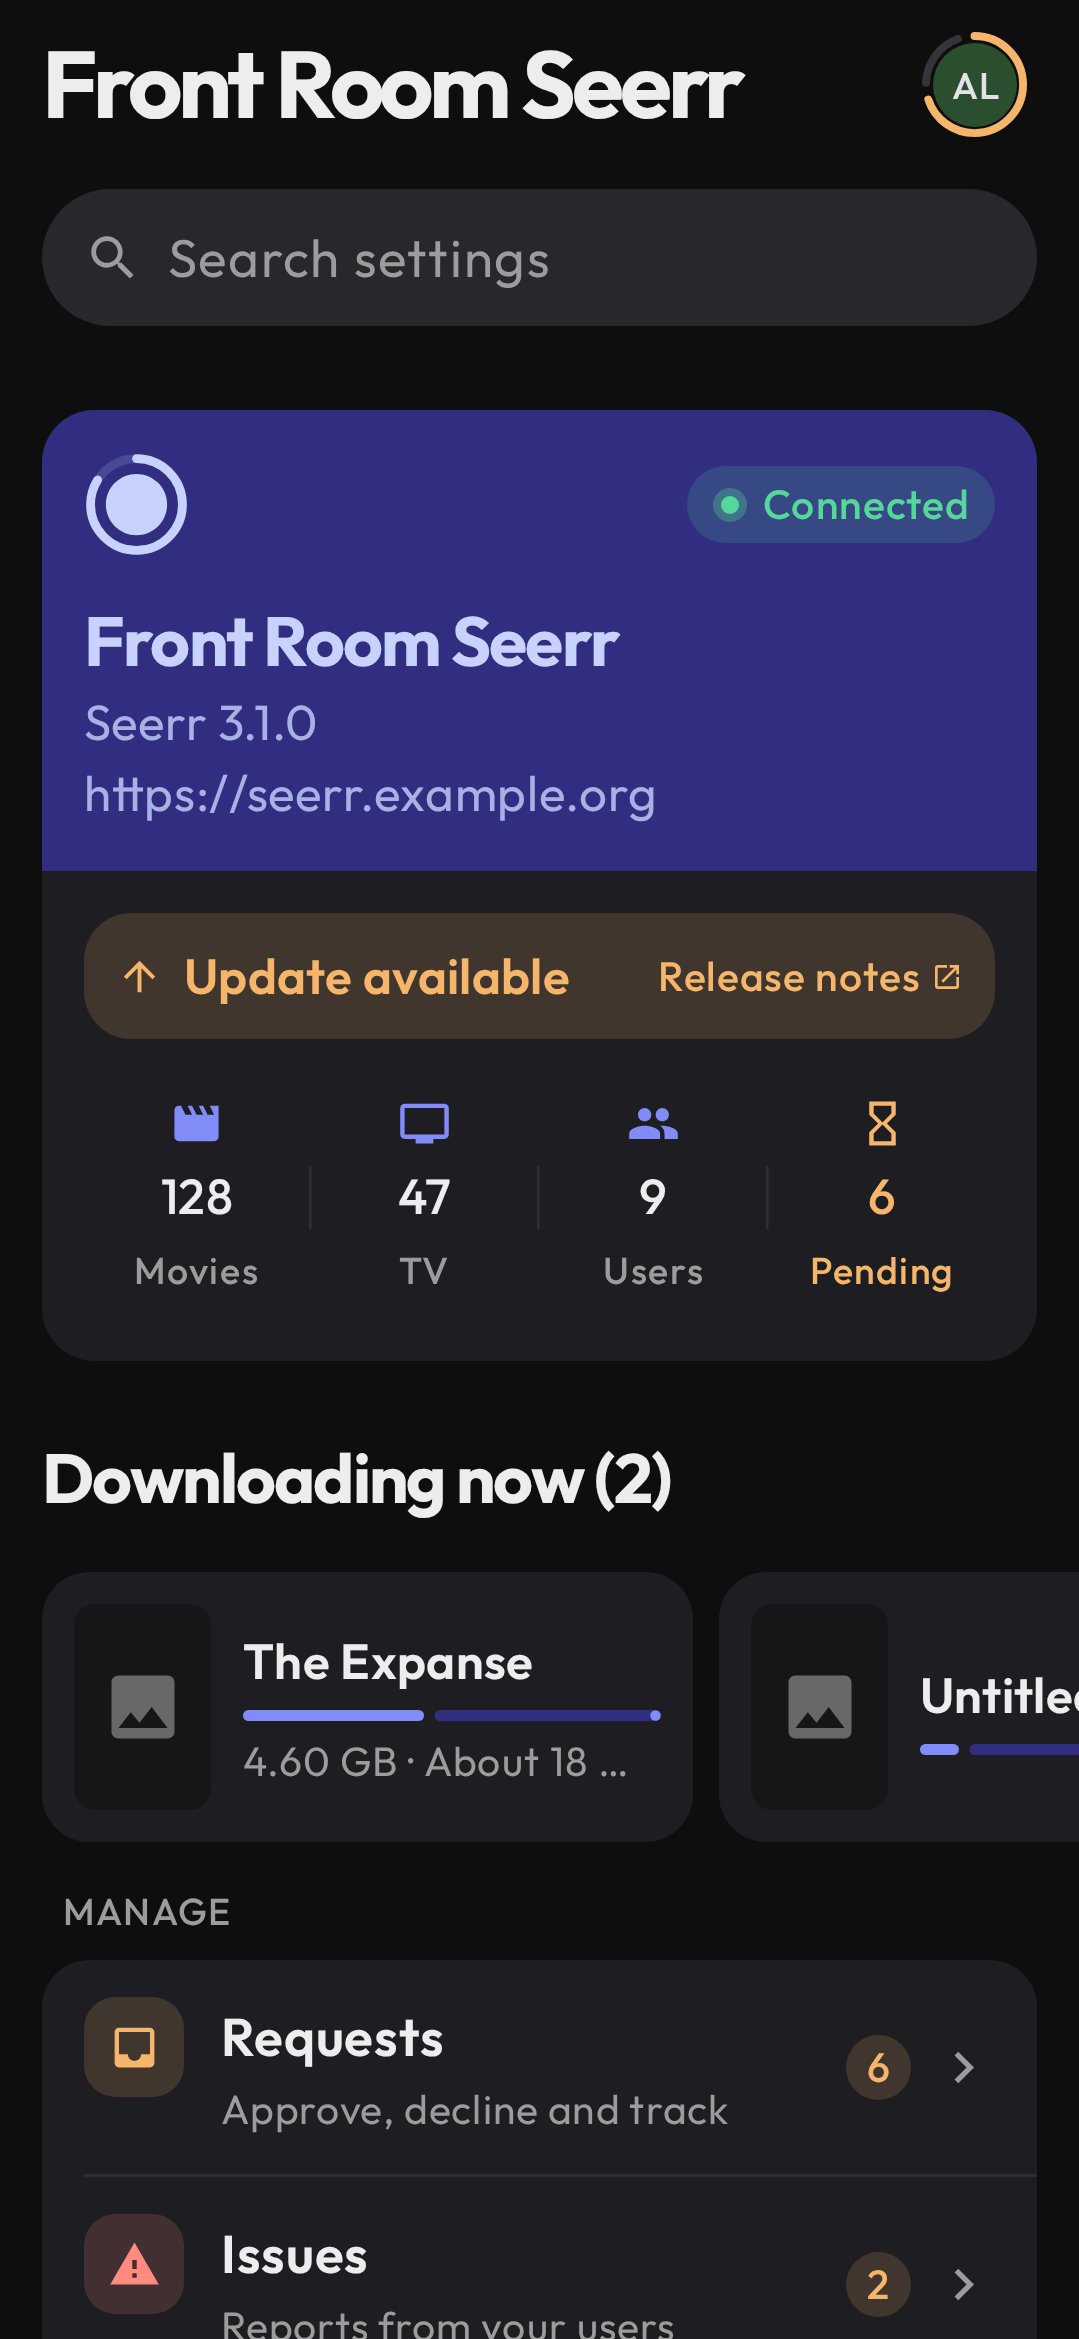 Front Room Seerr
AL
Search settings
Connected
Front Room Seerr
Seerr 3.1.0
https://seerr.example.org
Update available
Release notes
128
47
9
6
Movies
TV
Users
Pending
Downloading now (2)
The Expanse
4.60 GB · About 18 ...
Untitled
MANAGE
Requests
6
Approve, decline and track
Issues
2
Reports from your users